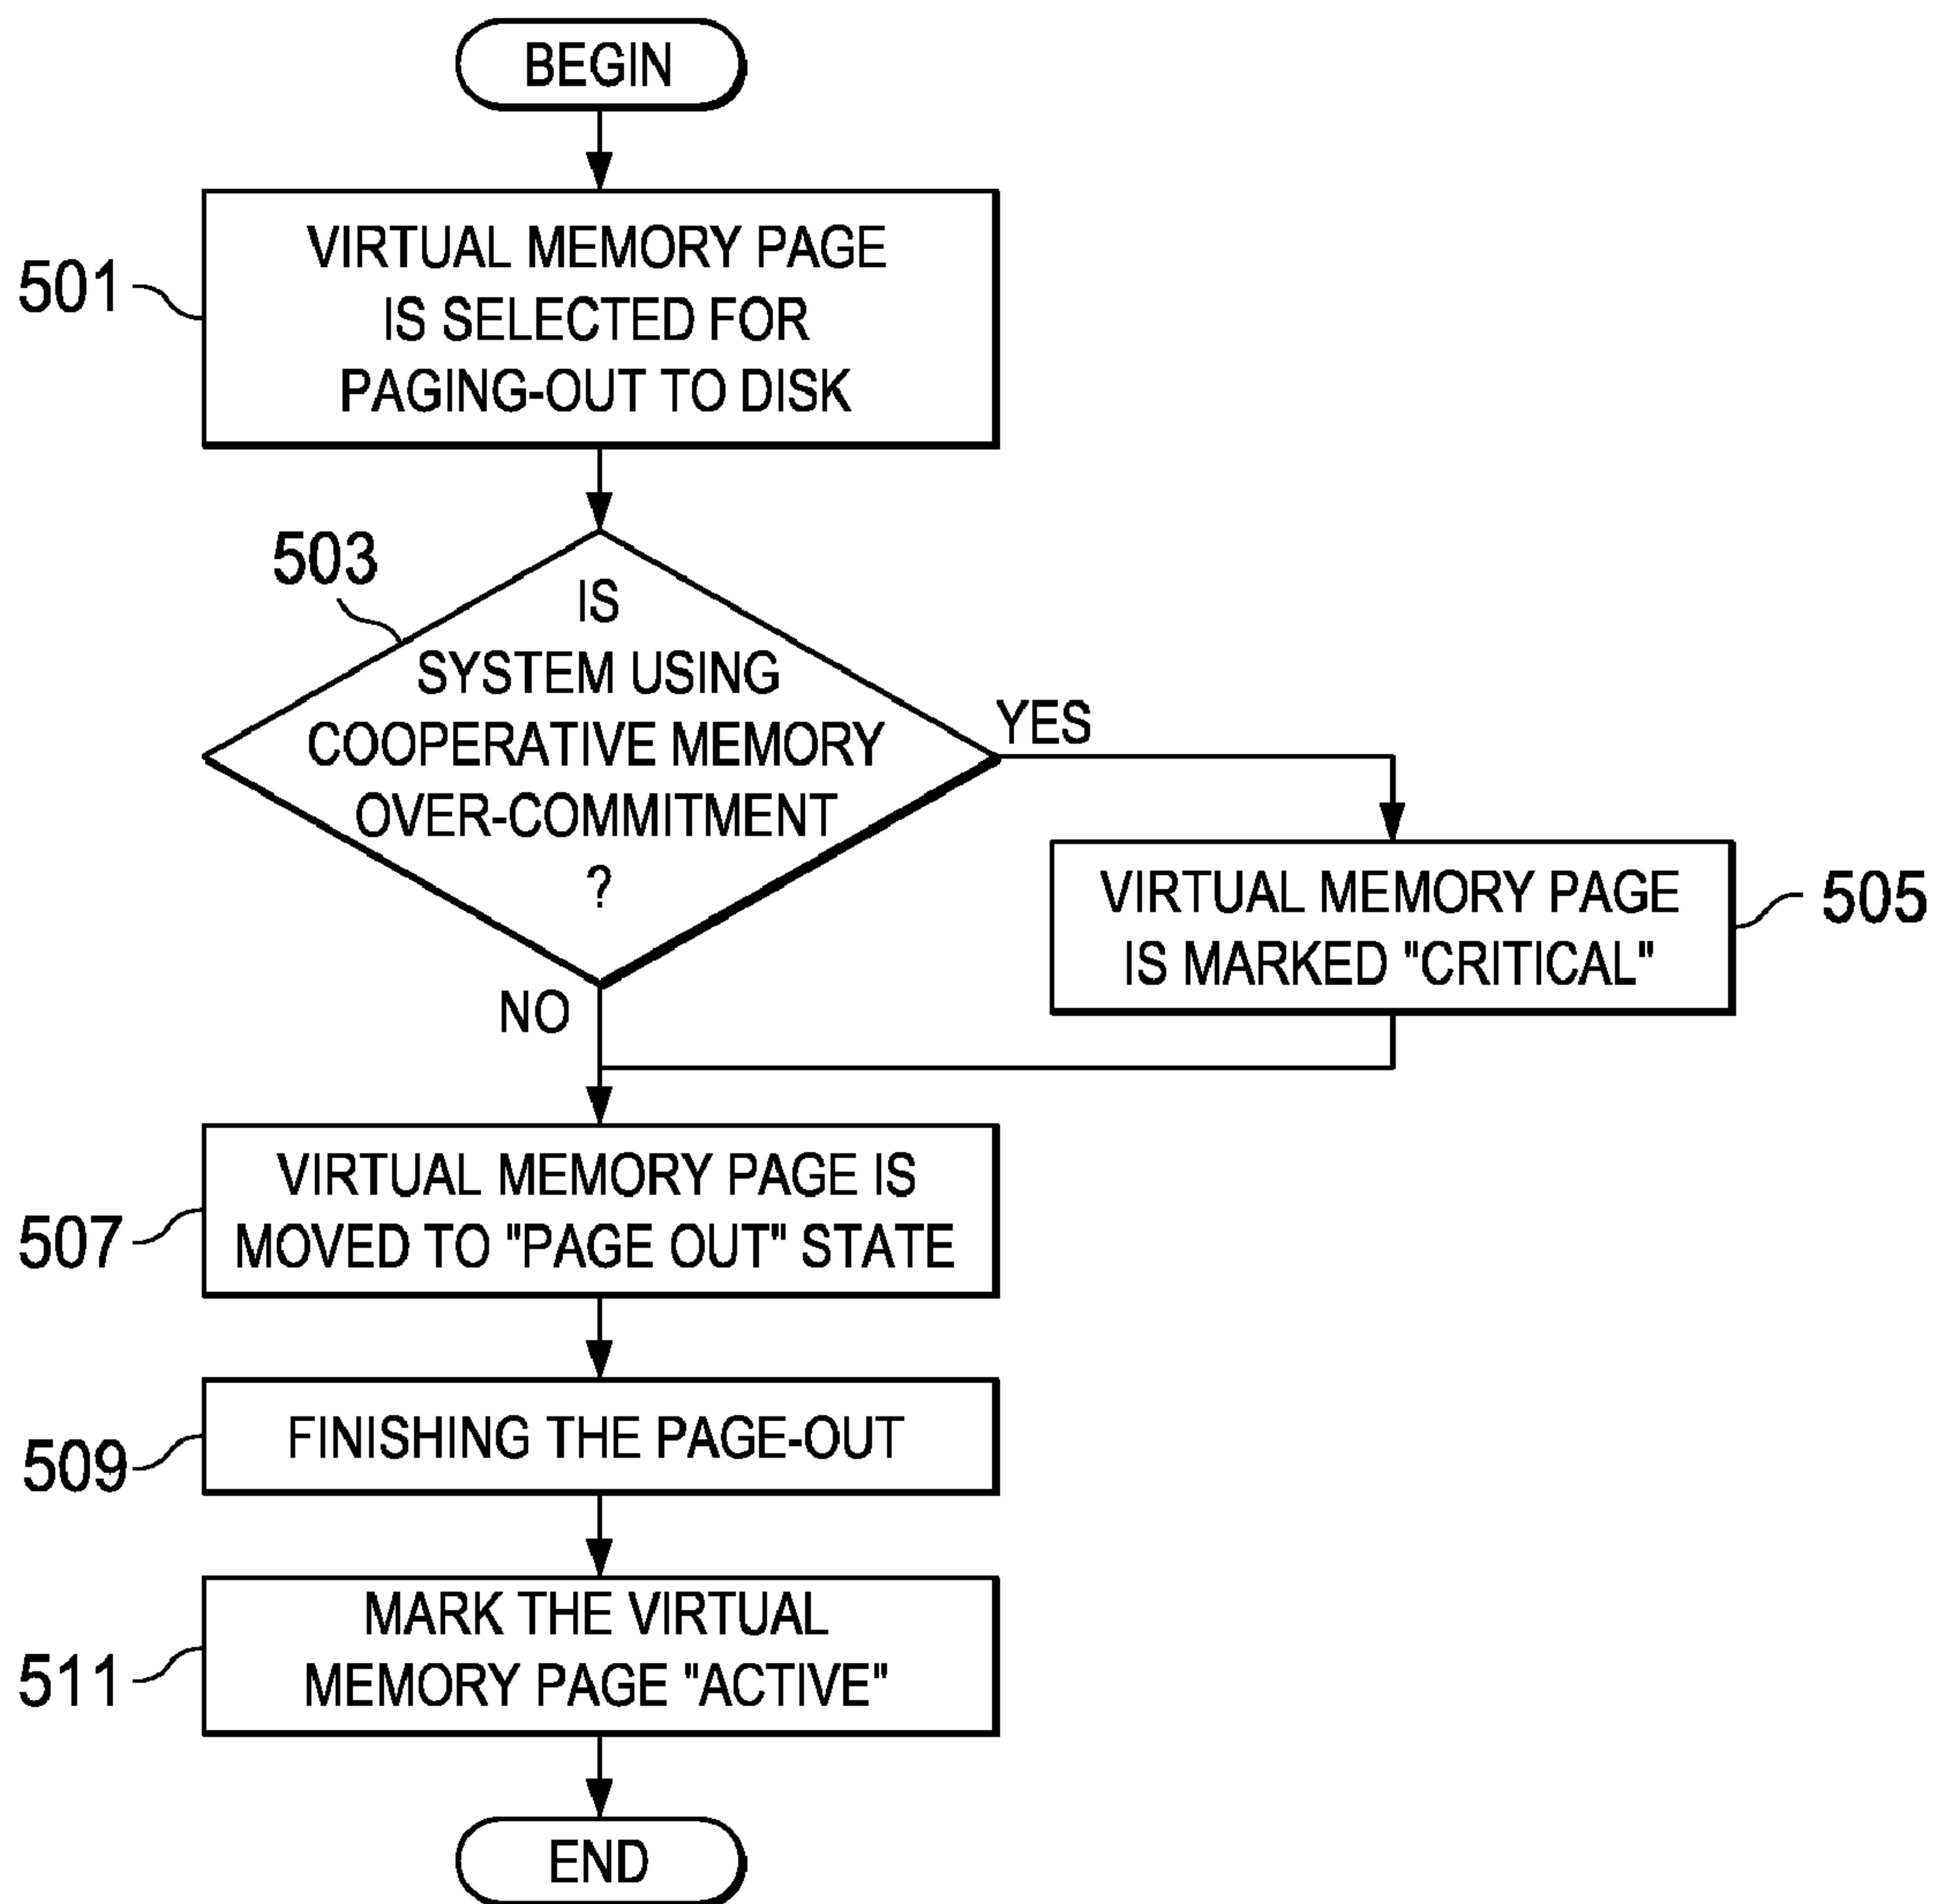 BEGIN
501
VIRTUAL MEMORY PAGE
IS SELECTED FOR
PAGING-OUT TO DISK
503
IS
SYSTEM USING
COOPERATIVE MEMORY
OVER-COMMITMENT
?
YES
NO
VIRTUAL MEMORY PAGE
IS MARKED "CRITICAL"
505
507
VIRTUAL MEMORY PAGE IS
MOVED TO "PAGE OUT" STATE
509
FINISHING THE PAGE-OUT
511
MARK THE VIRTUAL
MEMORY PAGE "ACTIVE"
END